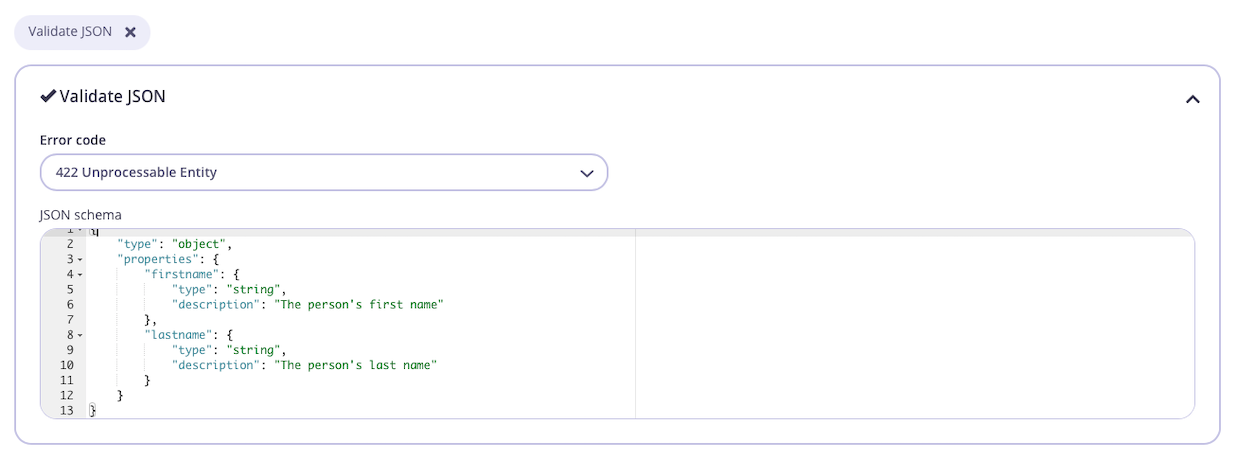 Validate JSON
Validate JSON
Error code
422 Unprocessable Entity
JSON schema
1 {
2     "type": "object",
3     "properties": {
4         "firstname": {
5             "type": "string",
6             "description": "The person's first name"
7         },
8         "lastname": {
9             "type": "string",
10             "description": "The person's last name"
11         }
12     }
13 }